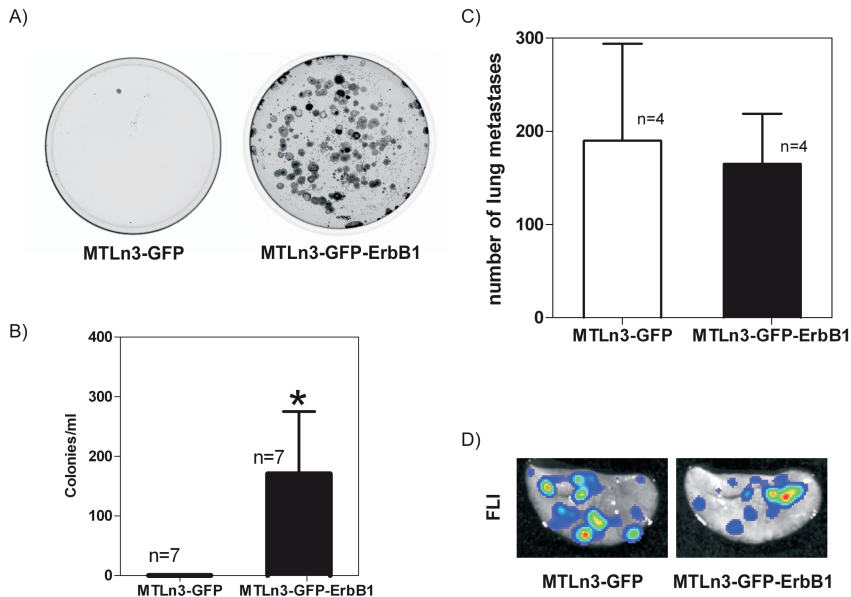 A)
MTLn3-GFP
MTLn3-GFP-ErbB1
B)
400
300
200
100
0
Colonies/ml
n=7
n=7
*
MTLn3-GFP
MTLn3-GFP-ErbB1
C)
300
200
100
0
number of lung metastases
n=4
n=4
MTLn3-GFP
MTLn3-GFP-ErbB1
D)
FLI
MTLn3-GFP
MTLn3-GFP-ErbB1